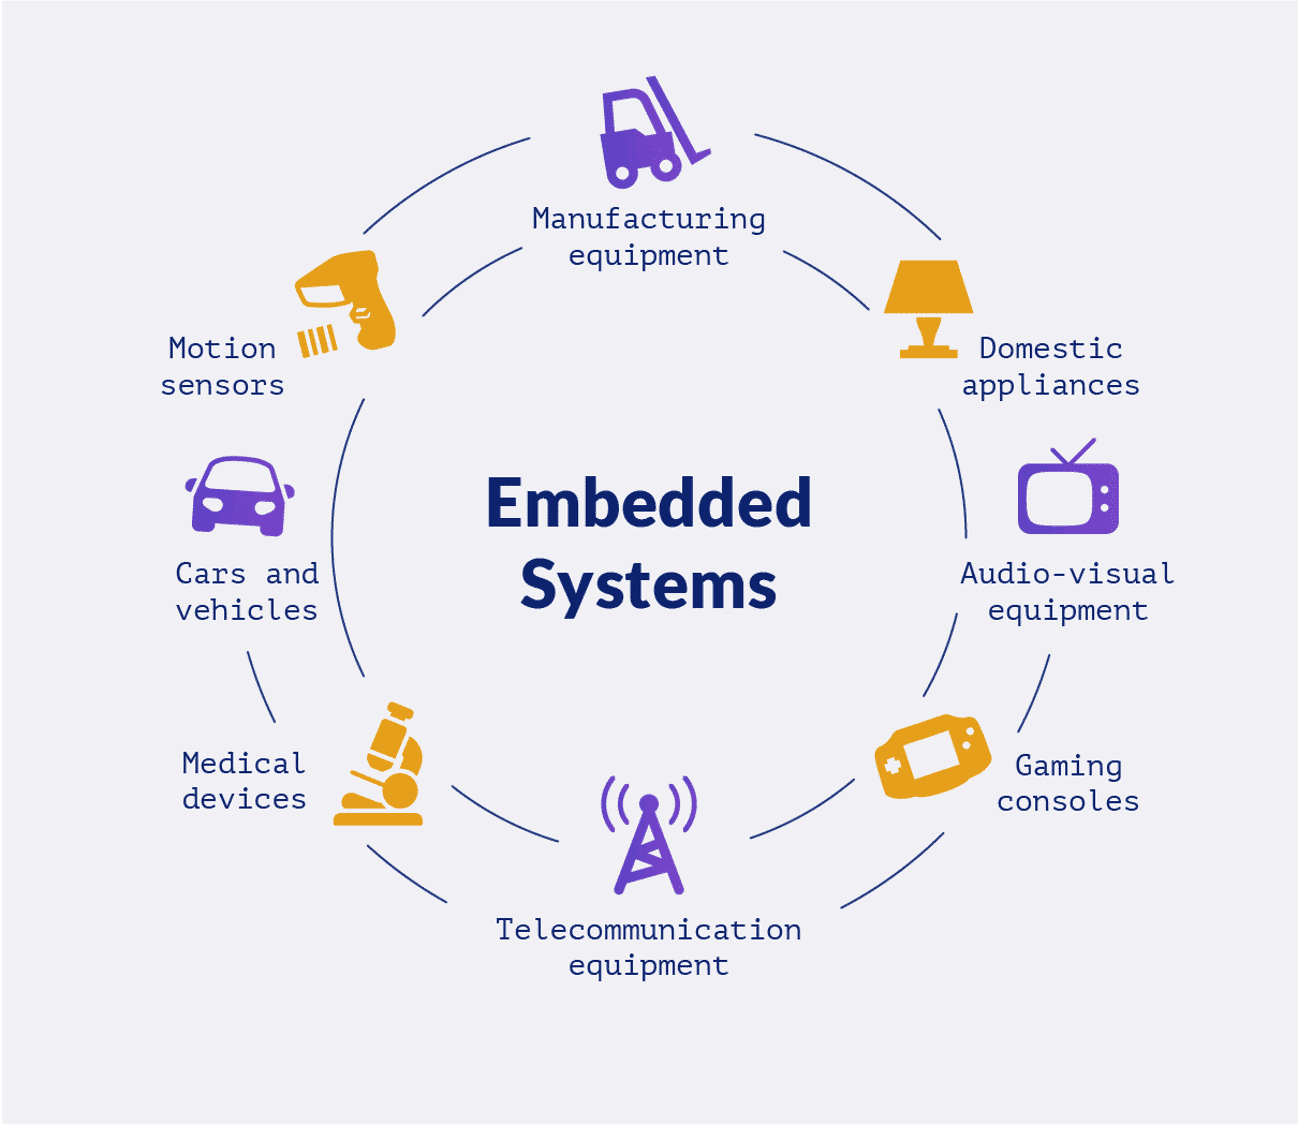 Manufacturing
equipment
Motion
sensors
Domestic
appliances
Embedded
Systems
Cars and
vehicles
Audio-visual
equipment
Medical
devices
Gaming
consoles
Telecommunication
equipment